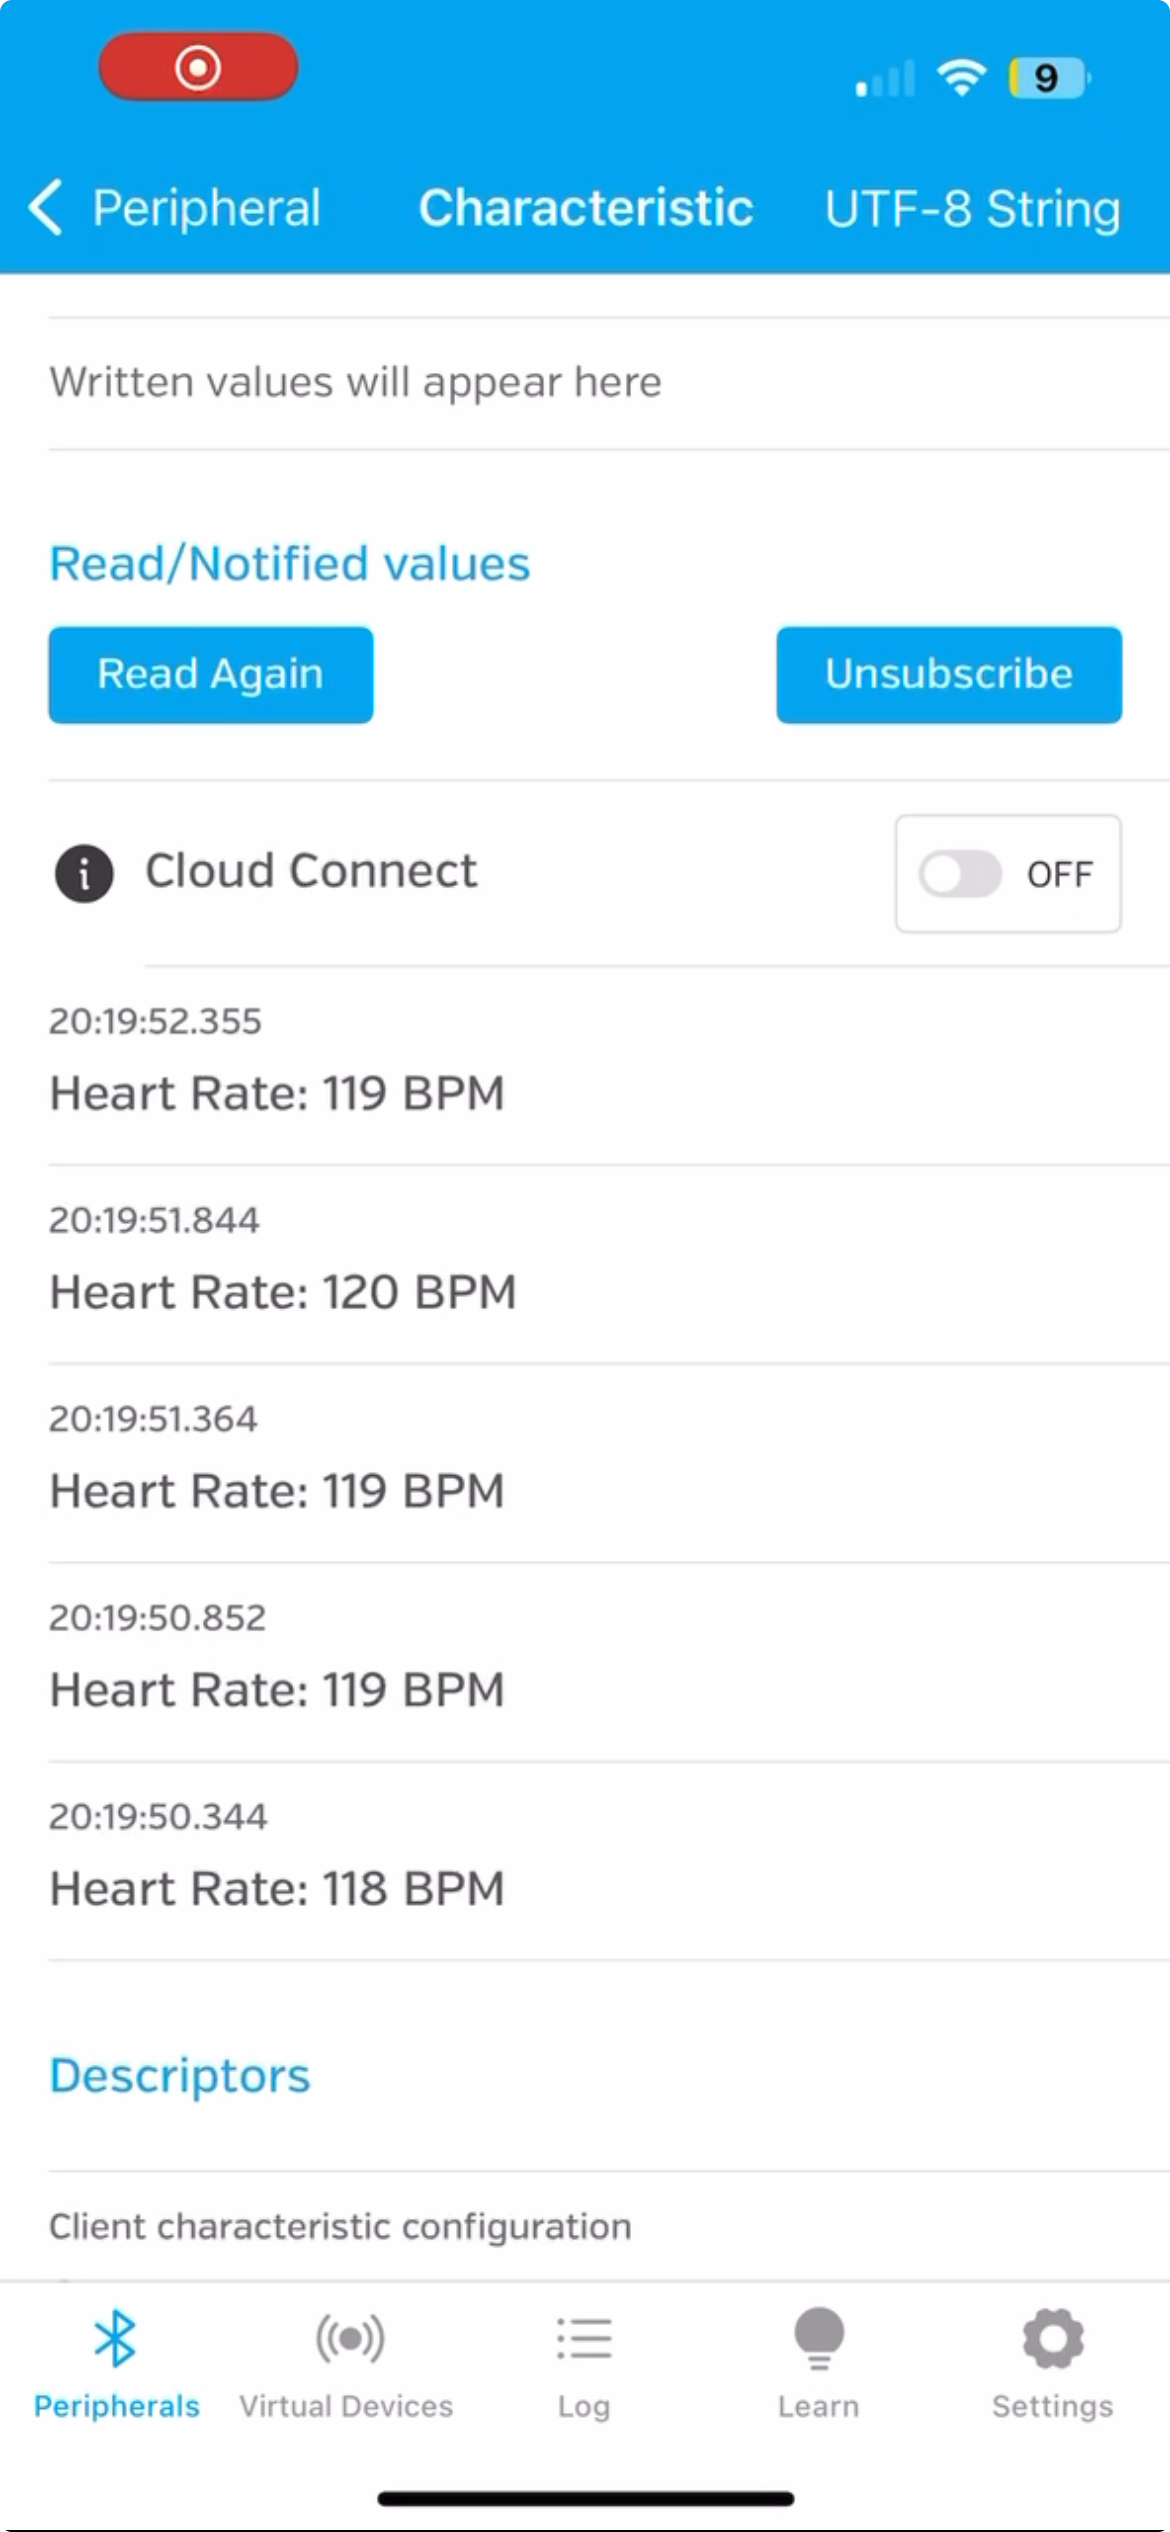 9
Peripheral Characteristic UTF-8 String
Written values will appear here
Read/Notified values
Read Again Unsubscribe
Cloud Connect OFF
20:19:52.355
Heart Rate: 119 BPM
20:19:51.844
Heart Rate: 120 BPM
20:19:51.364
Heart Rate: 119 BPM
20:19:50.852
Heart Rate: 119 BPM
20:19:50.344
Heart Rate: 118 BPM
Descriptors
Client characteristic configuration
Peripherals Virtual Devices Log Learn Settings